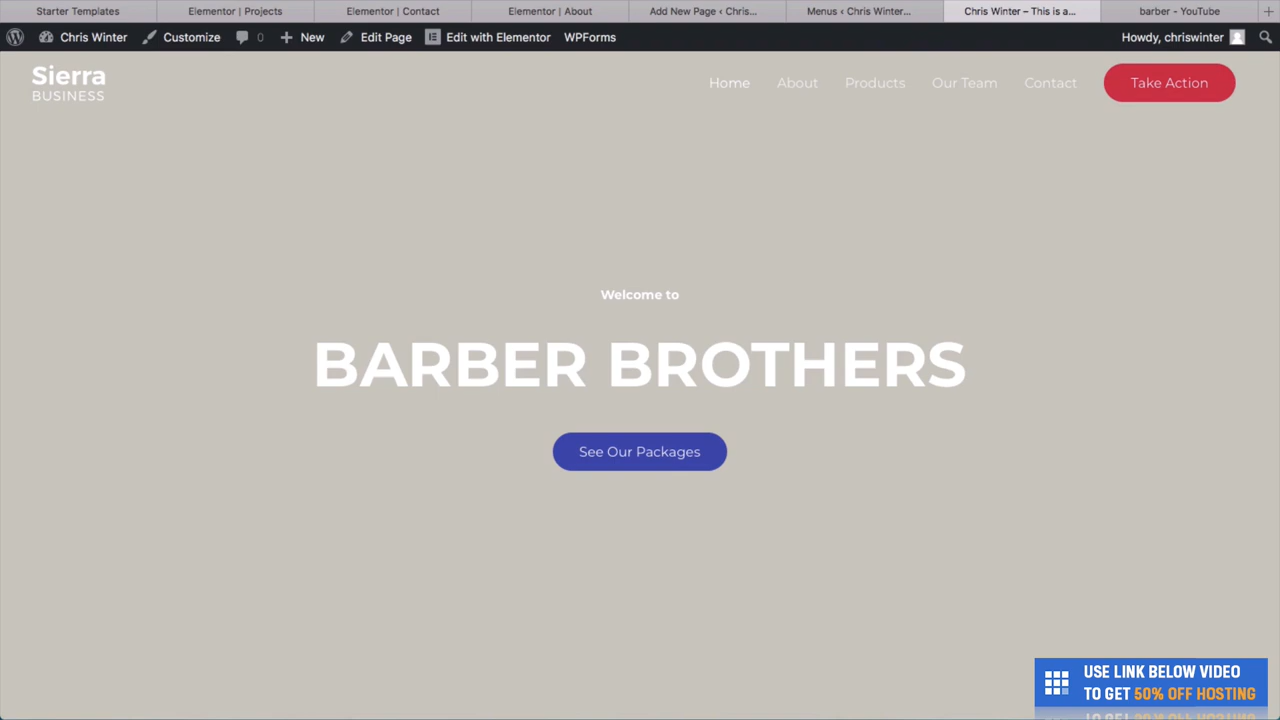 Starter Templates
Elementor | Projects
Elementor | Contact
Elementor | About
Add New Page ‹ Chris...
Menus ‹ Chris Winter...
Chris Winter – This is a...
barber - YouTube
Chris Winter
Customize
0
New
Edit Page
Edit with Elementor
WPForms
Howdy, chriswinter
Sierra
BUSINESS
Home
About
Products
Our Team
Contact
Take Action
Welcome to
BARBER BROTHERS
See Our Packages
USE LINK BELOW VIDEO
TO GET 50% OFF HOSTING